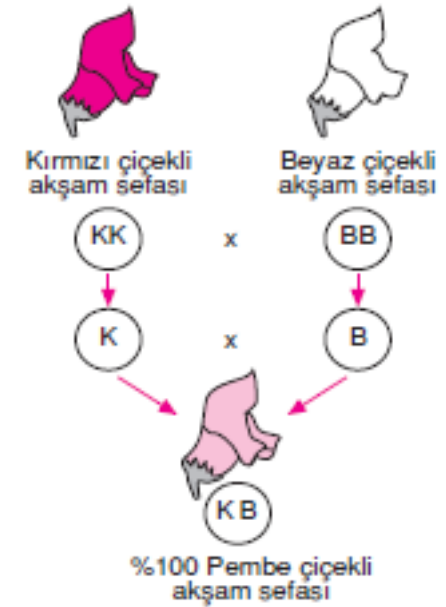 Kırmızı çiçekli
akşam sefası
Beyaz çiçekli
akşam sefası
KK x BB
K x B
KB
%100 Pembe çiçekli
akşam sefası